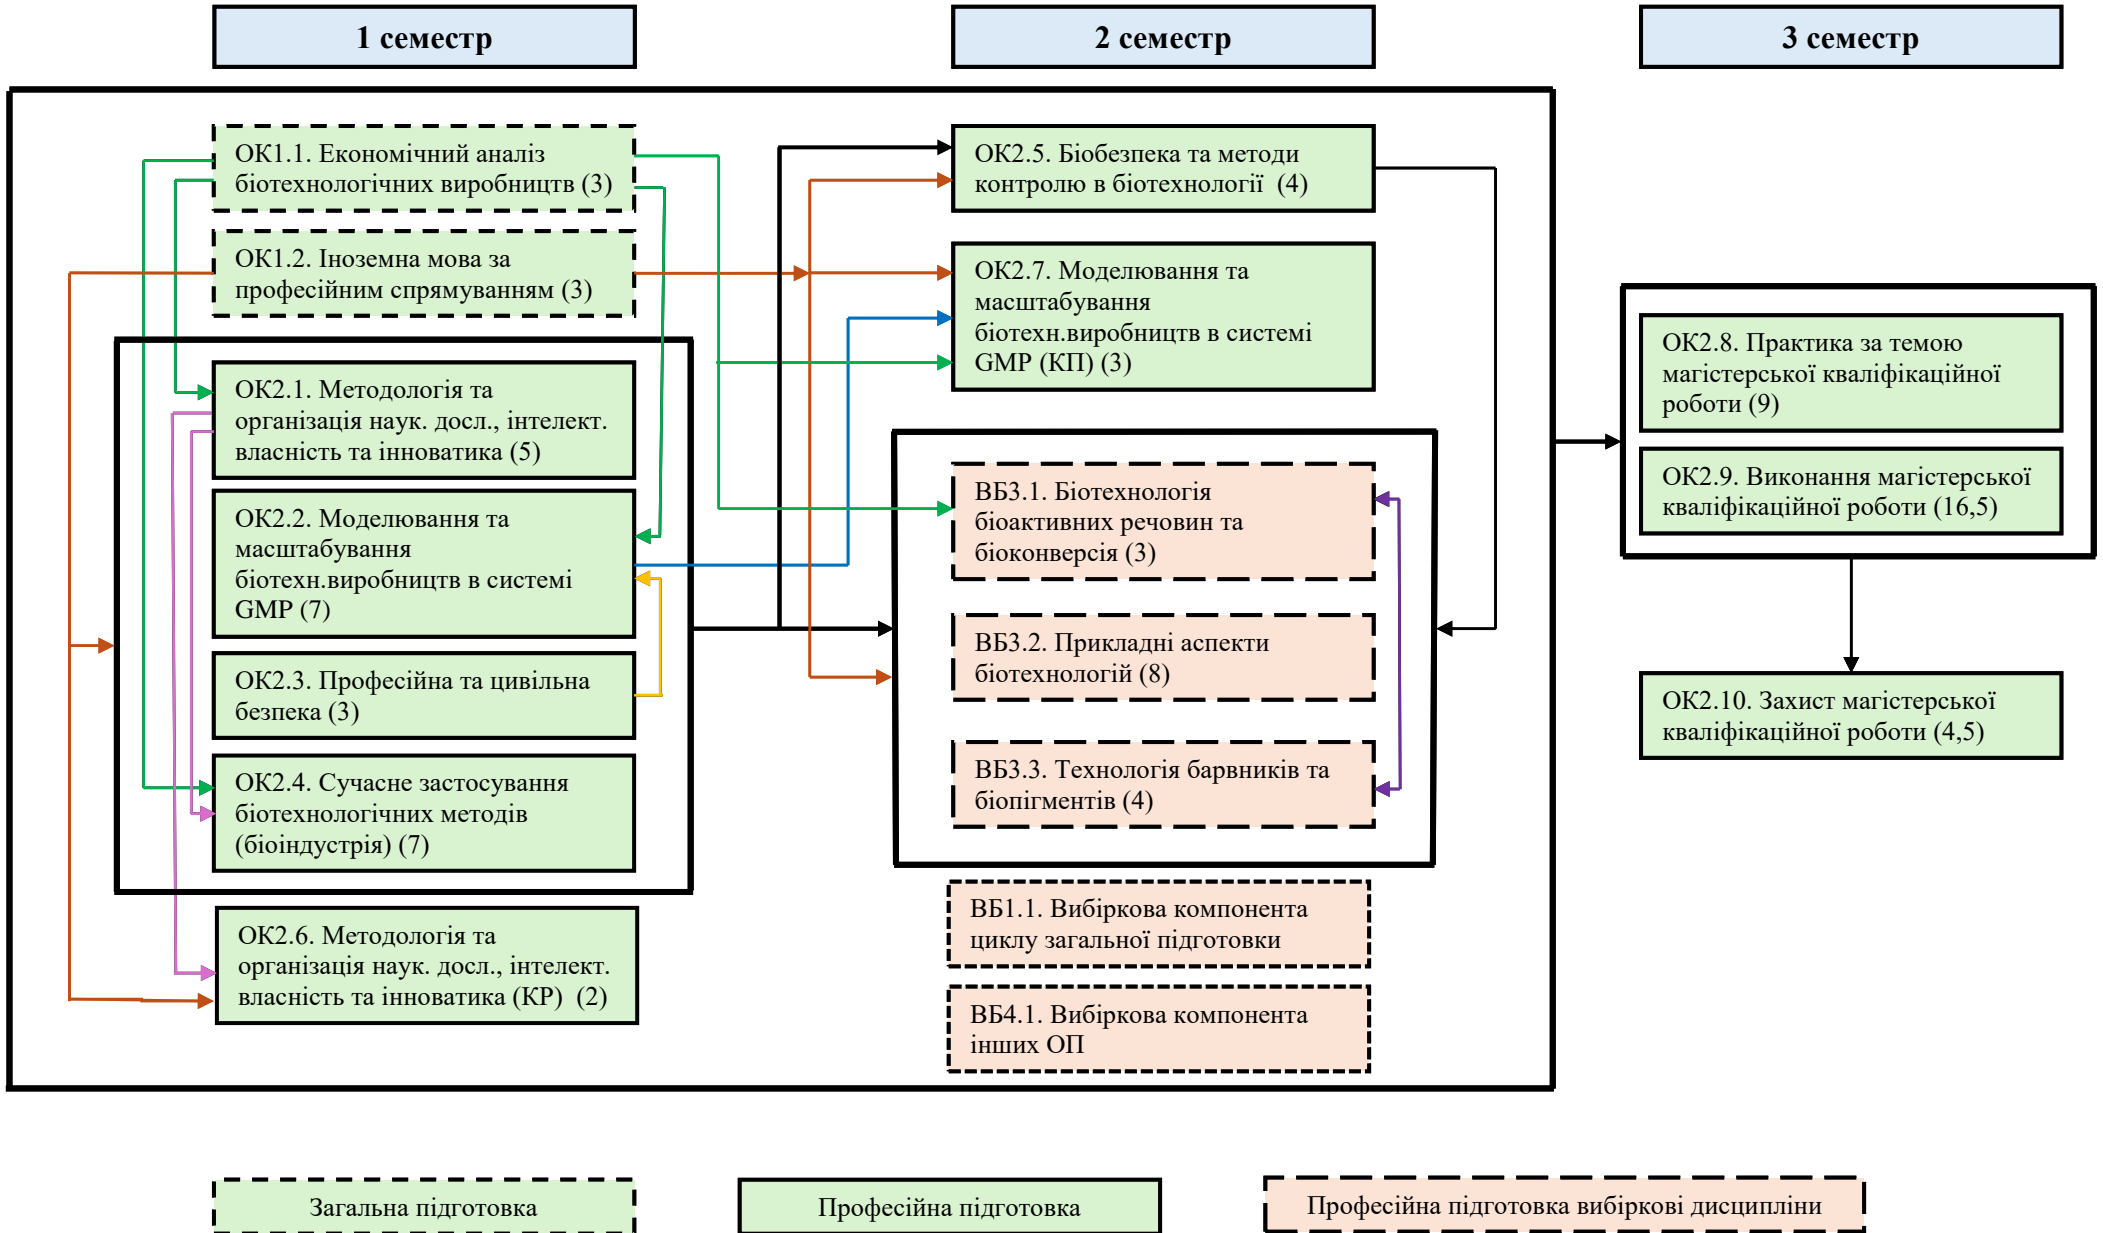 1 семестр
2 семестр
3 семестр
ОК1.1. Економічний аналіз
біотехнологічних виробництв (3)
ОК1.2. Іноземна мова за
професійним спрямуванням (3)
ОК2.1. Методологія та
організація наук. досл., інтелект.
власність та інноватика (5)
ОК2.2. Моделювання та
масштабування
біотехн.виробництв в системі
GMP (7)
ОК2.3. Професійна та цивільна
безпека (3)
ОК2.4. Сучасне застосування
біотехнологічних методів
(біоіндустрія) (7)
ОК2.6. Методологія та
організація наук. досл., інтелект.
власність та інноватика (КР)  (2)
ОК2.5. Біобезпека та методи
контролю в біотехнології  (4)
ОК2.7. Моделювання та
масштабування
біотехн.виробництв в системі
GMP (КП) (3)
ВБ3.1. Біотехнологія
біоактивних речовин та
біоконверсія (3)
ВБ3.2. Прикладні аспекти
біотехнологій (8)
ВБ3.3. Технологія барвників та
біопігментів (4)
ВБ1.1. Вибіркова компонента
циклу загальної підготовки
ВБ4.1. Вибіркова компонента
інших ОП
ОК2.8. Практика за темою
магістерської кваліфікаційної
роботи (9)
ОК2.9. Виконання магістерської
кваліфікаційної роботи (16,5)
ОК2.10. Захист магістерської
кваліфікаційної роботи (4,5)
Загальна підготовка
Професійна підготовка
Професійна підготовка вибіркові дисципліни